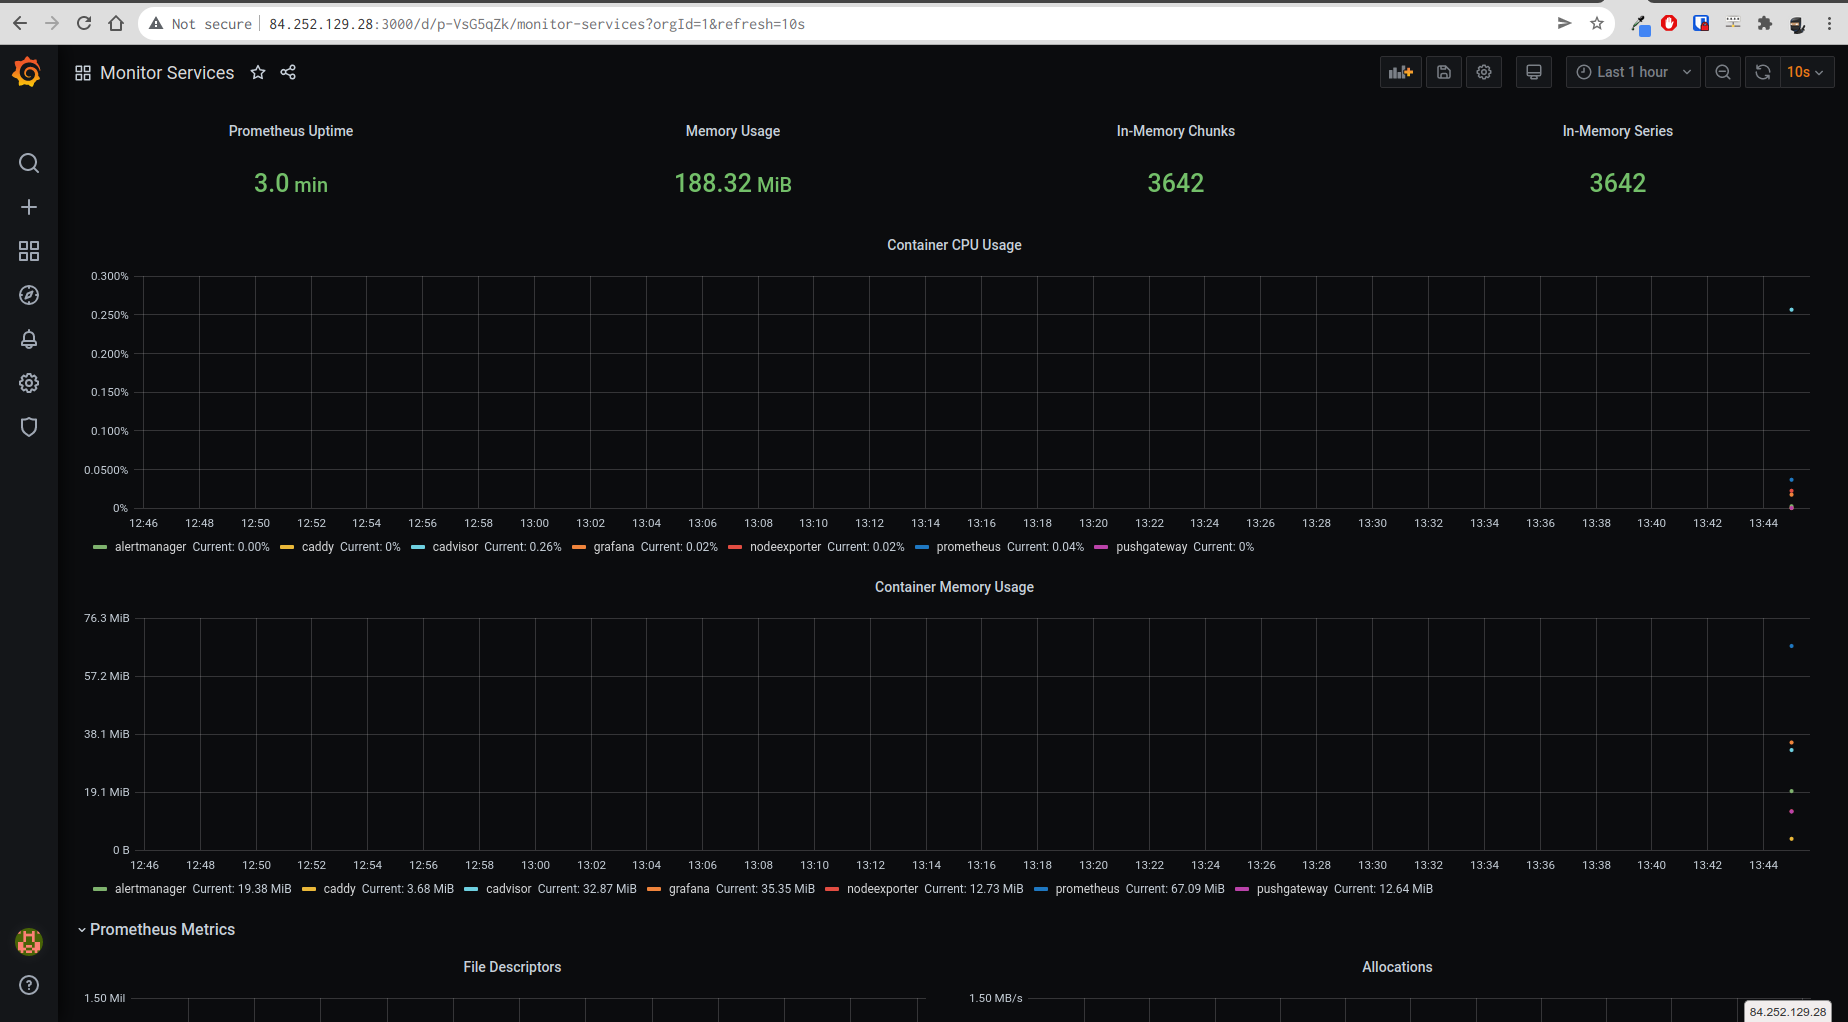 Not secure 84.252.129.28:3000/d/p-VsG5qZk/monitor-services?orgId=1&refresh=10s
Monitor Services Last 1 hour 10s
Prometheus Uptime Memory Usage In-Memory Chunks In-Memory Series
3.0 min 188.32 MiB 3642 3642
Container CPU Usage
0.300%
0.250%
0.200%
0.150%
0.100%
0.0500%
0%
12:46 12:48 12:50 12:52 12:54 12:56 12:58 13:00 13:02 13:04 13:06 13:08 13:10 13:12 13:14 13:16 13:18 13:20 13:22 13:24 13:26 13:28 13:30 13:32 13:34 13:36 13:38 13:40 13:42 13:44
alertmanager Current: 0.00% caddy Current: 0% cadvisor Current: 0.26% grafana Current: 0.02% nodeexporter Current: 0.02% prometheus Current: 0.04% pushgateway Current: 0%
Container Memory Usage
76.3 MiB
57.2 MiB
38.1 MiB
19.1 MiB
0 B
12:46 12:48 12:50 12:52 12:54 12:56 12:58 13:00 13:02 13:04 13:06 13:08 13:10 13:12 13:14 13:16 13:18 13:20 13:22 13:24 13:26 13:28 13:30 13:32 13:34 13:36 13:38 13:40 13:42 13:44
alertmanager Current: 19.38 MiB caddy Current: 3.68 MiB cadvisor Current: 32.87 MiB grafana Current: 35.35 MiB nodeexporter Current: 12.73 MiB prometheus Current: 67.09 MiB pushgateway Current: 12.64 MiB
Prometheus Metrics
File Descriptors Allocations
1.50 Mil 1.50 MB/s
84.252.129.28